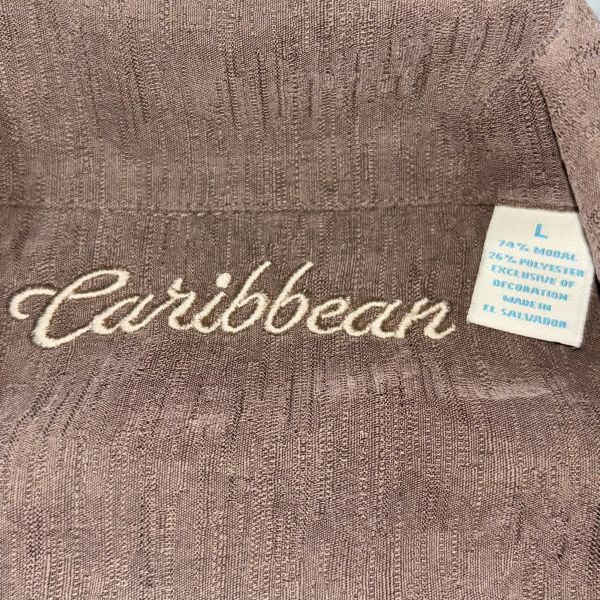 Caribbean
L
74% MODAL
26% POLYESTER
EXCLUSIVE OF
DECORATION
MADE IN
EL SALVADOR